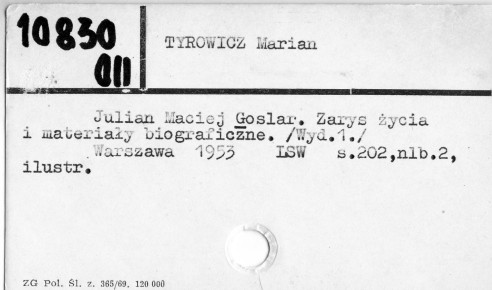 10830
OII
TYROWICZ Marian
Julian Maciej Goslar. Zarys życia
i materiały biograficzne. /Wyd.1./
Warszawa 1953 LSW s.202,nlb.2,
ilustr.
ZG Pol. Śl. z. 365/69, 120 000